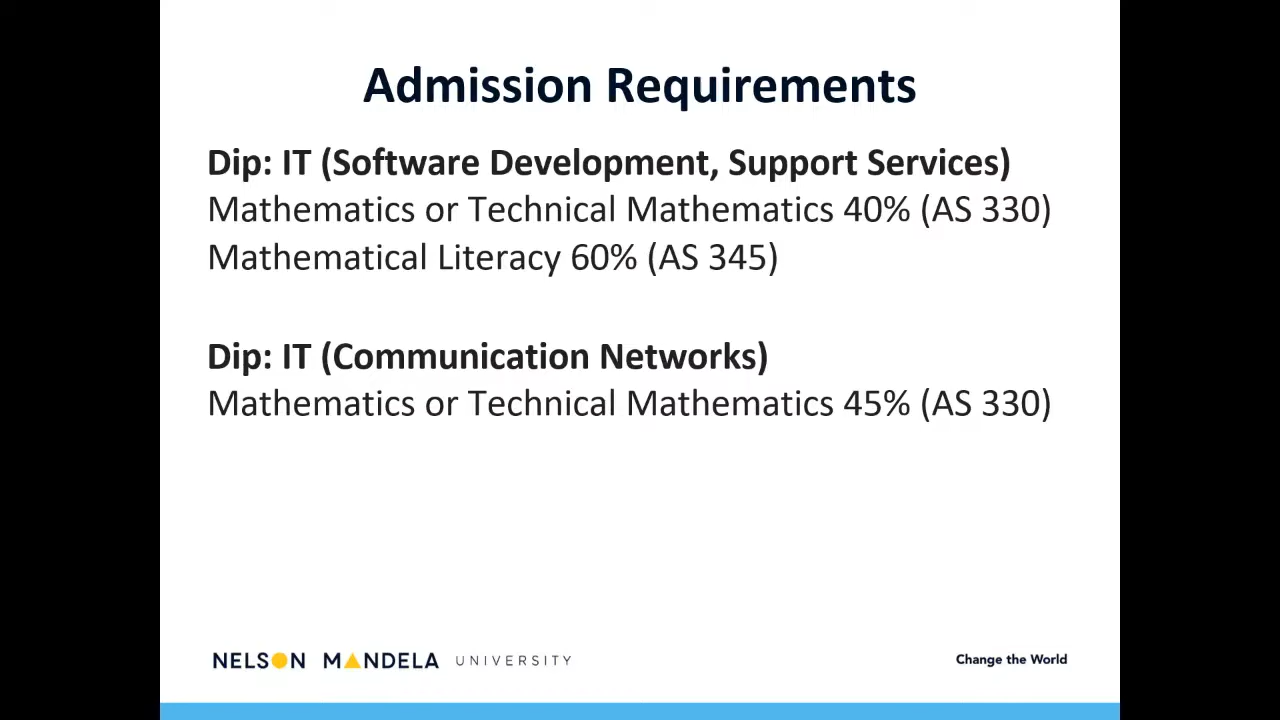 Admission Requirements
Dip: IT (Software Development, Support Services)
Mathematics or Technical Mathematics 40% (AS 330)
Mathematical Literacy 60% (AS 345)
Dip: IT (Communication Networks)
Mathematics or Technical Mathematics 45% (AS 330)
NELSON MANDELA UNIVERSITY
Change the World